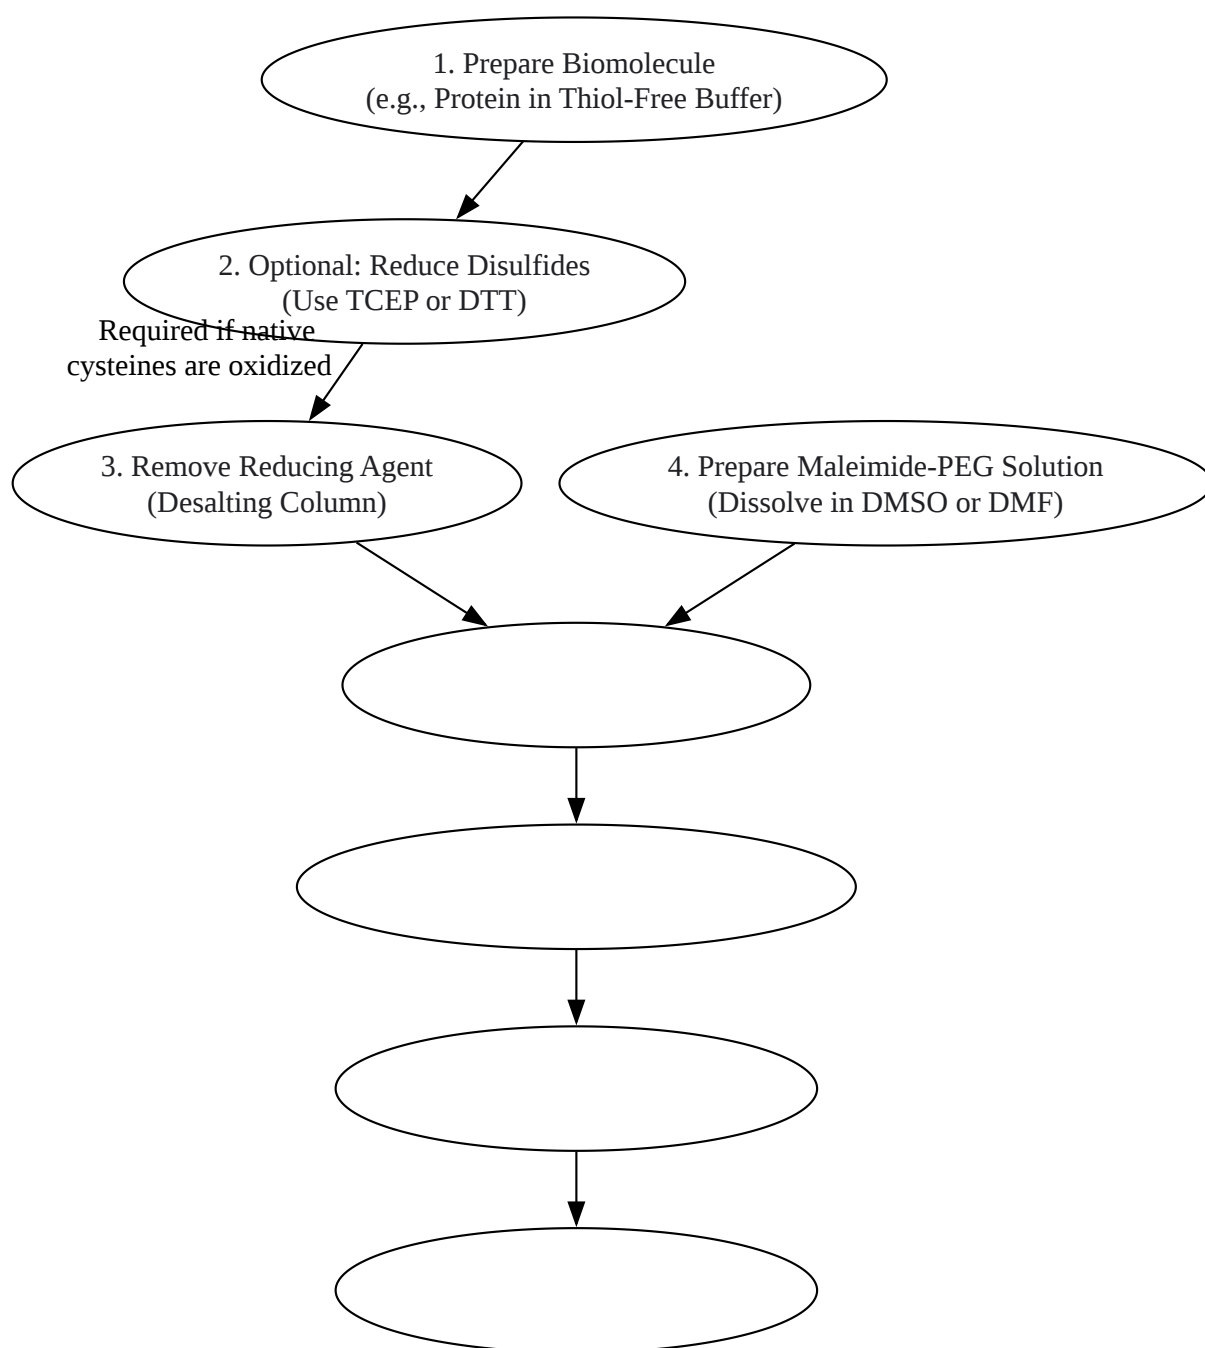 1. Prepare Biomolecule
(e.g., Protein in Thiol-Free Buffer)
2. Optional: Reduce Disulfides
(Use TCEP or DTT)
Required if native
cysteines are oxidized
3. Remove Reducing Agent
(Desalting Column)
4. Prepare Maleimide-PEG Solution
(Dissolve in DMSO or DMF)